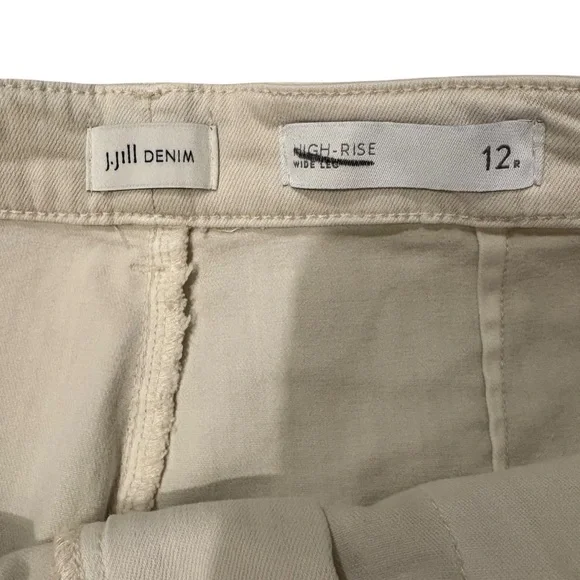 j.jill DENIM
HIGH-RISE
WIDE LEG
12R